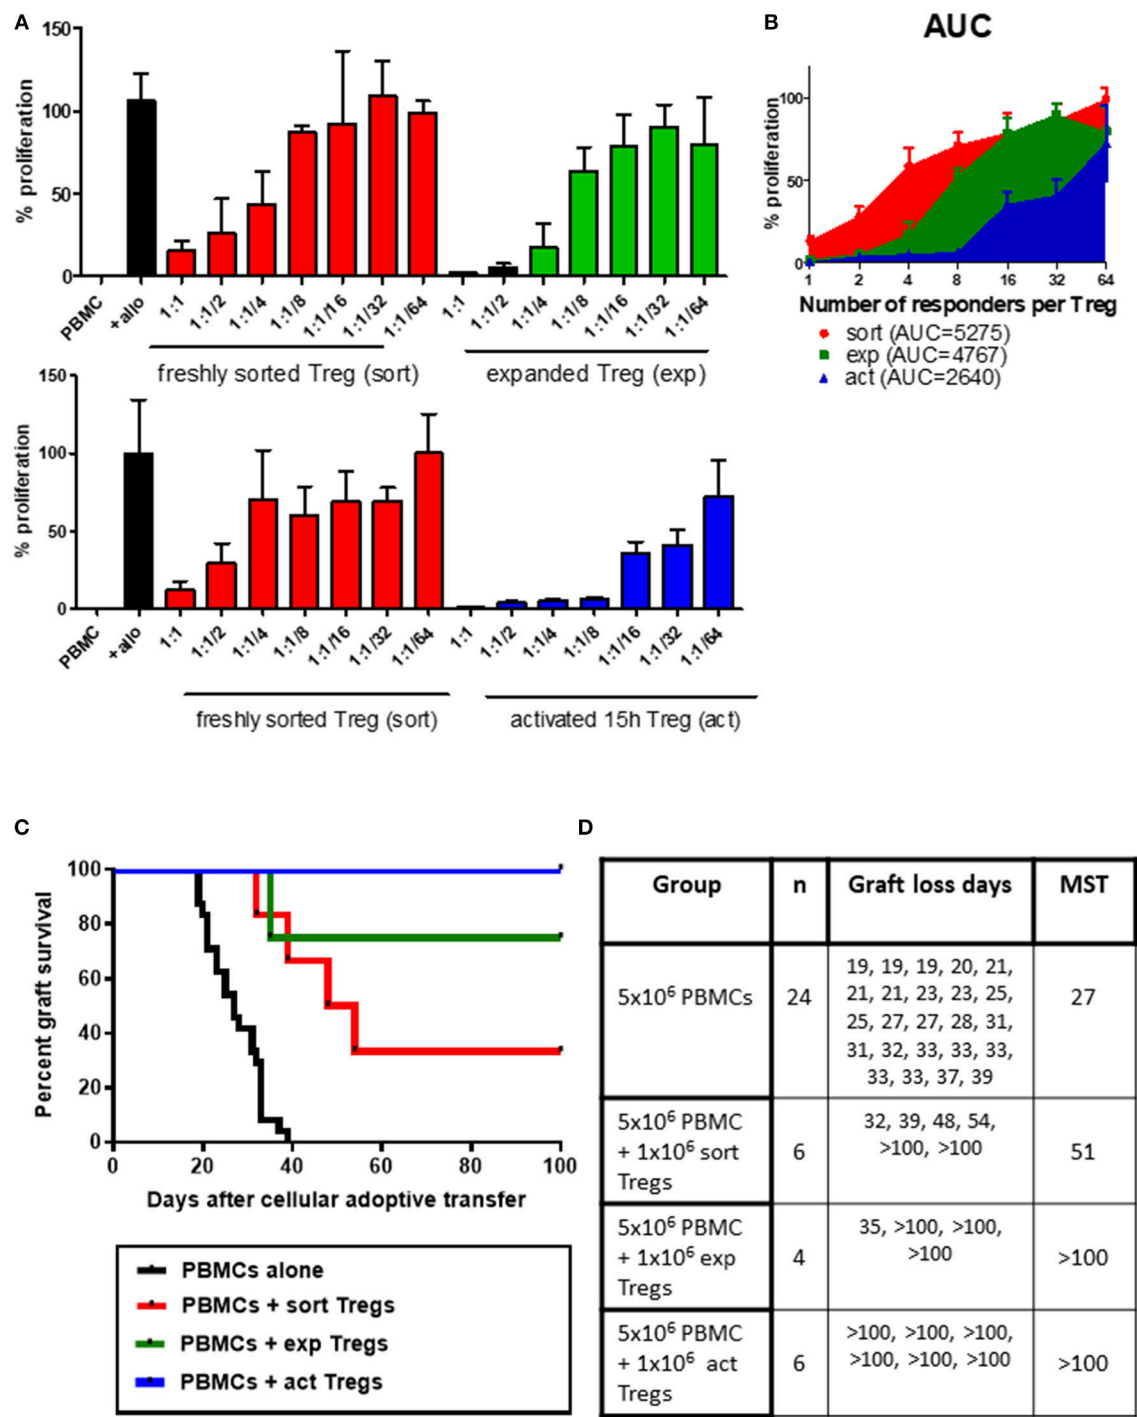 A
150
100
50
0
% proliferation
PBMC
+allo
1:1
1:1/2
1:1/4
1:1/8
1:1/16
1:1/32
1:1/64
1:1
1:1/2
1:1/4
1:1/8
1:1/16
1:1/32
1:1/64
freshly sorted Treg (sort)
expanded Treg (exp)
150
100
50
0
% proliferation
PBMC
+allo
1:1
1:1/2
1:1/4
1:1/8
1:1/16
1:1/32
1:1/64
1:1
1:1/2
1:1/4
1:1/8
1:1/16
1:1/32
1:1/64
freshly sorted Treg (sort)
activated 15h Treg (act)
B
AUC
100
50
0
% proliferation
1 2 4 8 16 32 64
Number of responders per Treg
sort (AUC=5275)
exp (AUC=4767)
act (AUC=2640)
C
100
80
60
40
20
0
Percent graft survival
0 20 40 60 80 100
Days after cellular adoptive transfer
PBMCs alone
PBMCs + sort Tregs
PBMCs + exp Tregs
PBMCs + act Tregs
D
Group n Graft loss days MST
5x10⁶ PBMCs
24
19, 19, 19, 20, 21,
21, 21, 23, 23, 25,
25, 27, 27, 28, 31,
31, 32, 33, 33, 33,
33, 33, 37, 39
27
5x10⁶ PBMC
+ 1x10⁶ sort
Tregs
6
32, 39, 48, 54,
>100, >100
51
5x10⁶ PBMC
+ 1x10⁶ exp
Tregs
4
35, >100, >100,
>100
>100
5x10⁶ PBMC
+ 1x10⁶ act
Tregs
6
>100, >100, >100,
>100, >100, >100
>100